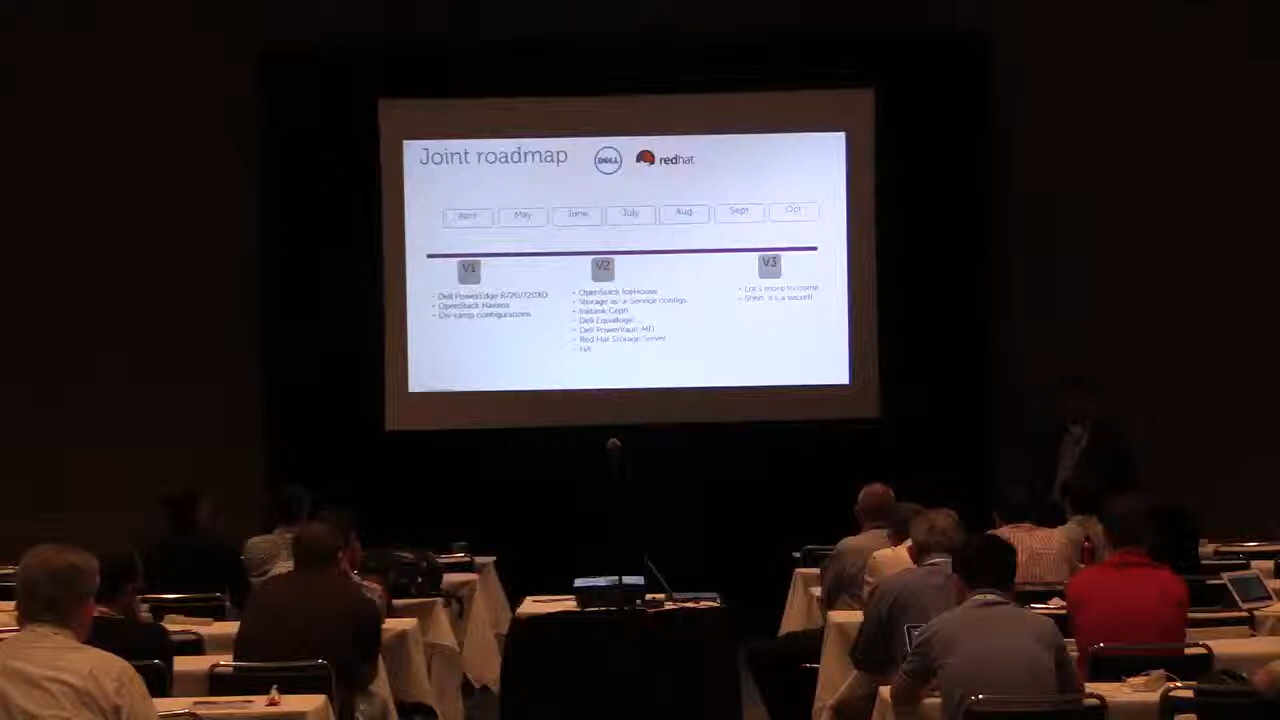 Joint roadmap
DELL
redhat
April May June July Aug Sept Oct
V1 V2 V3
- Dell PowerEdge R720/720XD
- OpenStack Havana
- On-ramp configurations
- OpenStack IceHouse
- Storage-as-a-Service configs
- Inktank Ceph
- Dell EqualLogic
- Dell PowerVault MD
- Red Hat Storage Server
- HA
- Lot's more to come
- Shhh it's a secret!